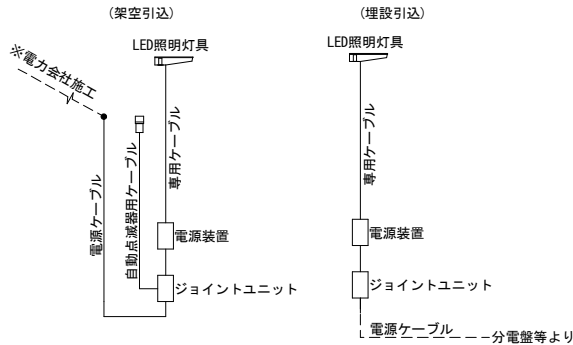 (架空引込)
LED照明灯具
※電力会社施工
電源ケーブル
自動点滅器用ケーブル
専用ケーブル
電源装置
ジョイントユニット
(埋設引込)
LED照明灯具
専用ケーブル
電源装置
ジョイントユニット
電源ケーブル
分電盤等より